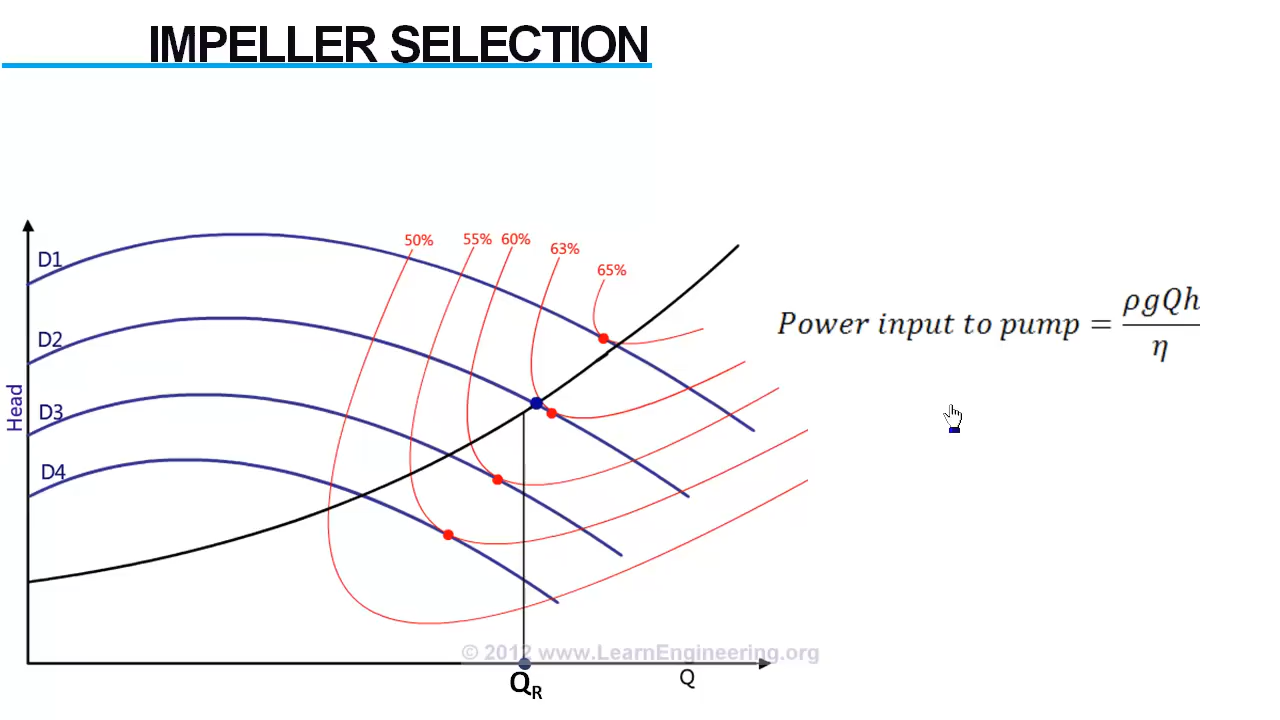 IMPELLER SELECTION
50%
55%
60%
63%
65%
D1
D2
D3
D4
Head
Power input to pump = ρgQh / η
© 2012 www.LearnEngineering.org
Q
QR